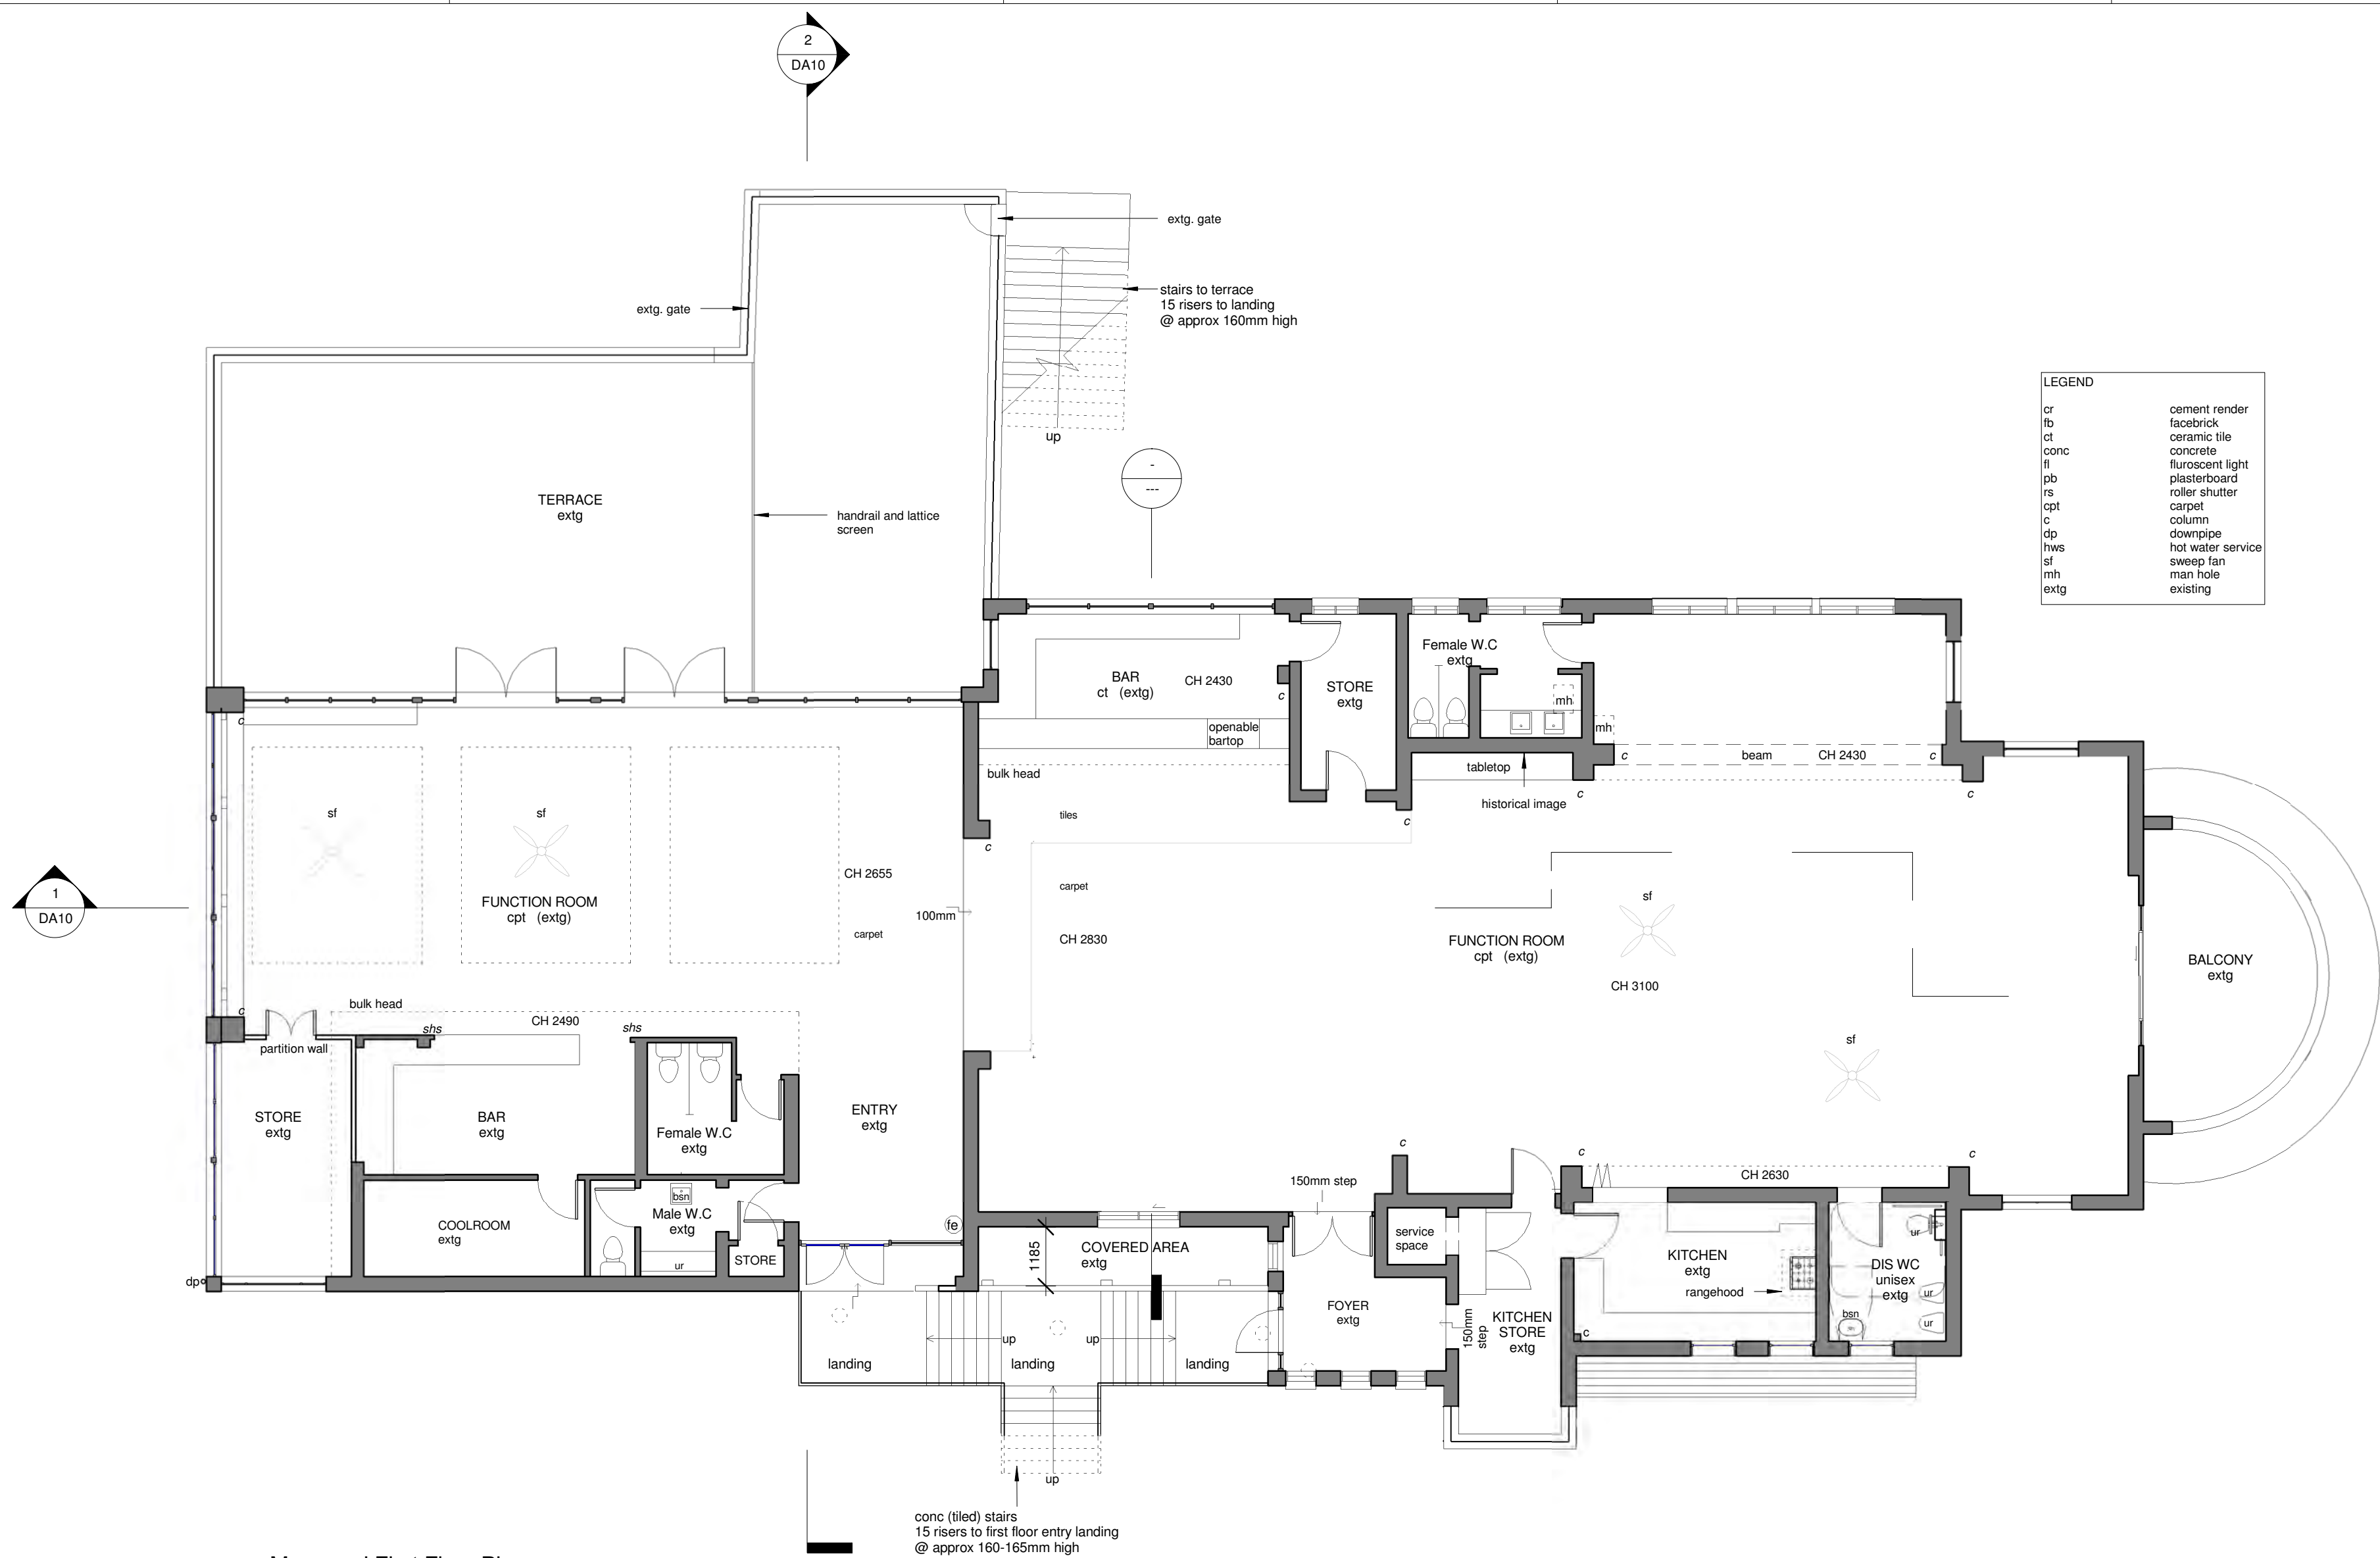 2
DA10
extg. gate
extg. gate
stairs to terrace
15 risers to landing
@ approx 160mm high
up
TERRACE
extg
handrail and lattice
screen
-
---
LEGEND
cr cement render
fb facebrick
ct ceramic tile
conc concrete
fl fluroscent light
pb plasterboard
rs roller shutter
cpt carpet
c column
dp downpipe
hws hot water service
sf sweep fan
mh man hole
extg existing
BAR
ct (extg)
CH 2430
c
openable
bartop
bulk head
STORE
extg
Female W.C
extg
mh
mh
tabletop
historical image
c
c
beam
CH 2430
c
c
c
c
c
tiles
carpet
CH 2830
sf
sf
FUNCTION ROOM
cpt (extg)
CH 2655
carpet
100mm
1
DA10
sf
FUNCTION ROOM
cpt (extg)
CH 3100
sf
BALCONY
extg
c
bulk head
CH 2490
partition wall
shs
shs
STORE
extg
BAR
extg
Female W.C
extg
ENTRY
extg
COOLROOM
extg
bsn
Male W.C
extg
ur
STORE
fe
dp
1185
COVERED AREA
extg
150mm step
c
service
space
c
CH 2630
c
KITCHEN
extg
rangehood
c
DIS WC
unisex
extg
ur
ur
ur
bsn
FOYER
extg
150mm
step
KITCHEN
STORE
extg
up
up
landing
landing
landing
up
conc (tiled) stairs
15 risers to first floor entry landing
@ approx 160-165mm high